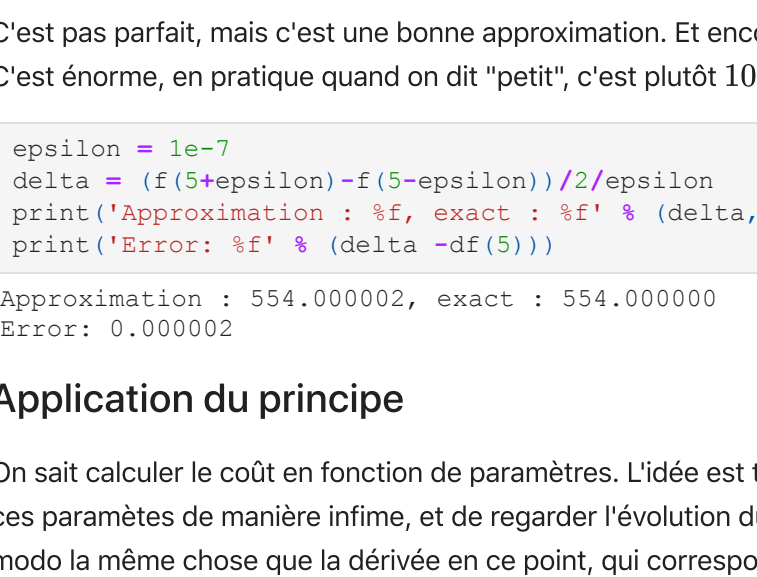 C'est pas parfait, mais c'est une bonne approximation. Et
C'est énorme, en pratique quand on dit "petit", c'est plutôt 10
epsilon = 1e-7
delta = (f(5+epsilon)-f(5-epsilon))/2/epsilon
print('Approximation : %f, exact : %f' % (delta,
print('Error: %f' % (delta -df(5)))
Approximation : 554.000002, exact : 554.000000
Error: 0.000002
Application du principe
On sait calculer le coût en fonction de paramètres. L'idée est
ces paramètes de manière infime, et de regarder l'évolution
modo la même chose que la dérivée en ce point, qui